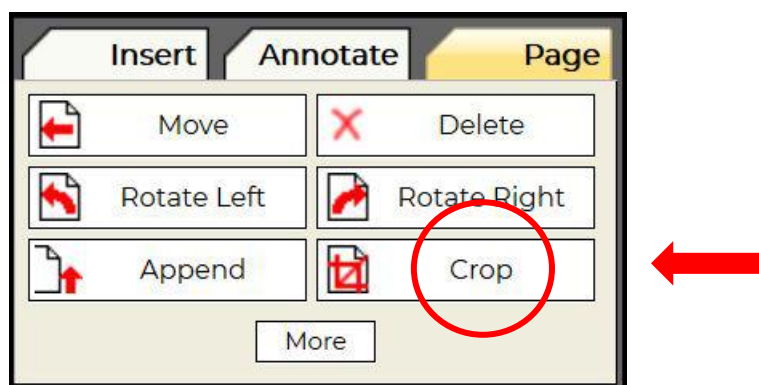 Insert Annotate Page
Move Delete
Rotate Left Rotate Right
Append Crop
More